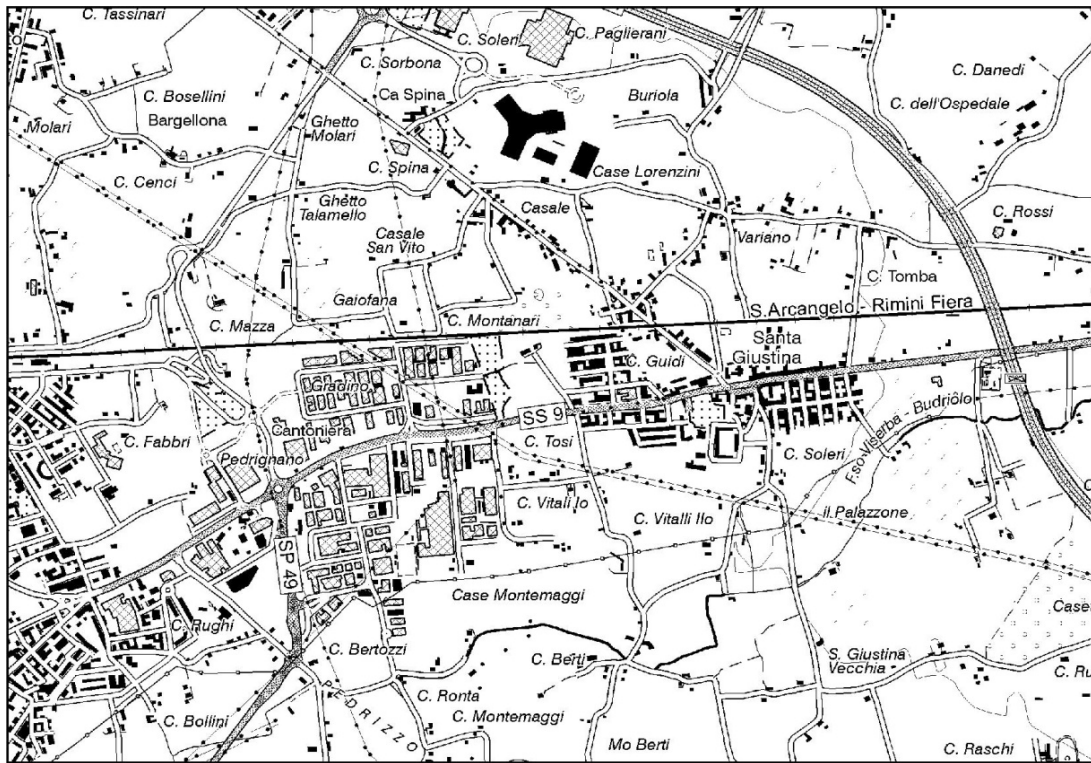 C. Tassinari
C. Soleri
C. Paglierani
C. Sorbona
C. Danedi
C. Bosellini
Bargellona
Ca Spina
Buriola
C. dell'Ospedale
Molari
Ghetto
Molari
C. Cenci
C. Spina
Case Lorenzini
Ghetto
Talamello
Casale
C. Rossi
Casale
San Vito
Variano
C. Tomba
Gaiofana
S.Arcangelo - Rimini Fiera
C. Mazza
C. Montanari
Santa
Giustina
C. Guidi
Gradino
SS 9
Budriolo
Cantoniera
C. Fabbri
C. Tosi
F.so Viserba
Pedrignano
C. Soleri
C. Vitali Io
C. Vitalli IIo
il Palazzone
SP 49
Case Montemaggi
C. Rughi
C. Bertozzi
C. Berti
S. Giustina
Vecchia
PEDRIZZO
C. Ronta
C. Bollini
C. Montemaggi
Mo Berti
C. Raschi